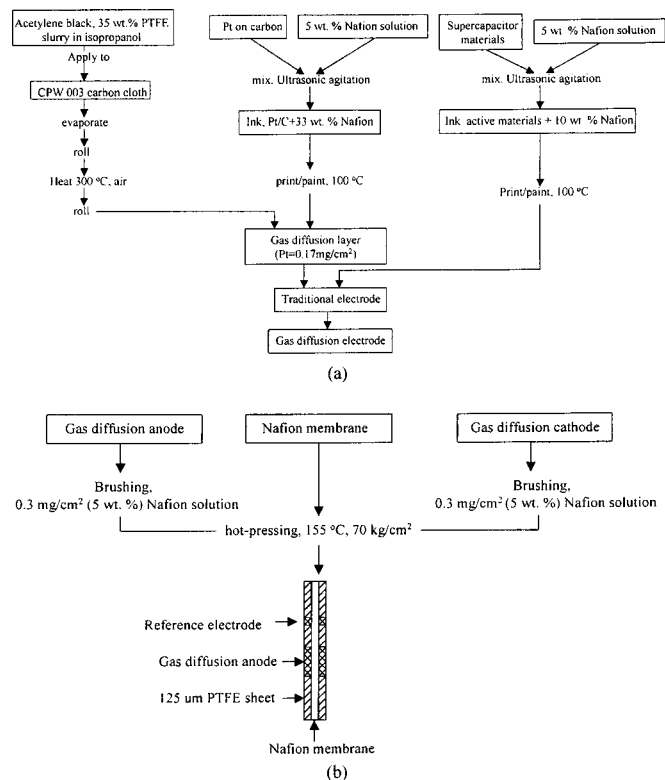 Acetylene black, 35 wt.% PTFE
slurry in isopropanol
Apply to
CPW 003 carbon cloth
evaporate
roll
Heat 300 °C, air
roll
Pt on carbon
5 wt. % Nafion solution
mix. Ultrasonic agitation
Ink, Pt/C+33 wt. % Nafion
print/paint, 100 °C
Supercapacitor
materials
5 wt % Nafion solution
mix. Ultrasonic agitation
Ink active materials + 10 wt % Nafion
Print/paint, 100 °C
Gas diffusion layer
(Pt=0.17mg/cm²)
Traditional electrode
Gas diffusion electrode
(a)
Gas diffusion anode
Nafion membrane
Gas diffusion cathode
Brushing,
0.3 mg/cm² (5 wt. %) Nafion solution
Brushing,
0.3 mg/cm² (5 wt. %) Nafion solution
hot-pressing, 155 °C, 70 kg/cm²
Reference electrode
Gas diffusion anode
125 um PTFE sheet
Nafion membrane
(b)